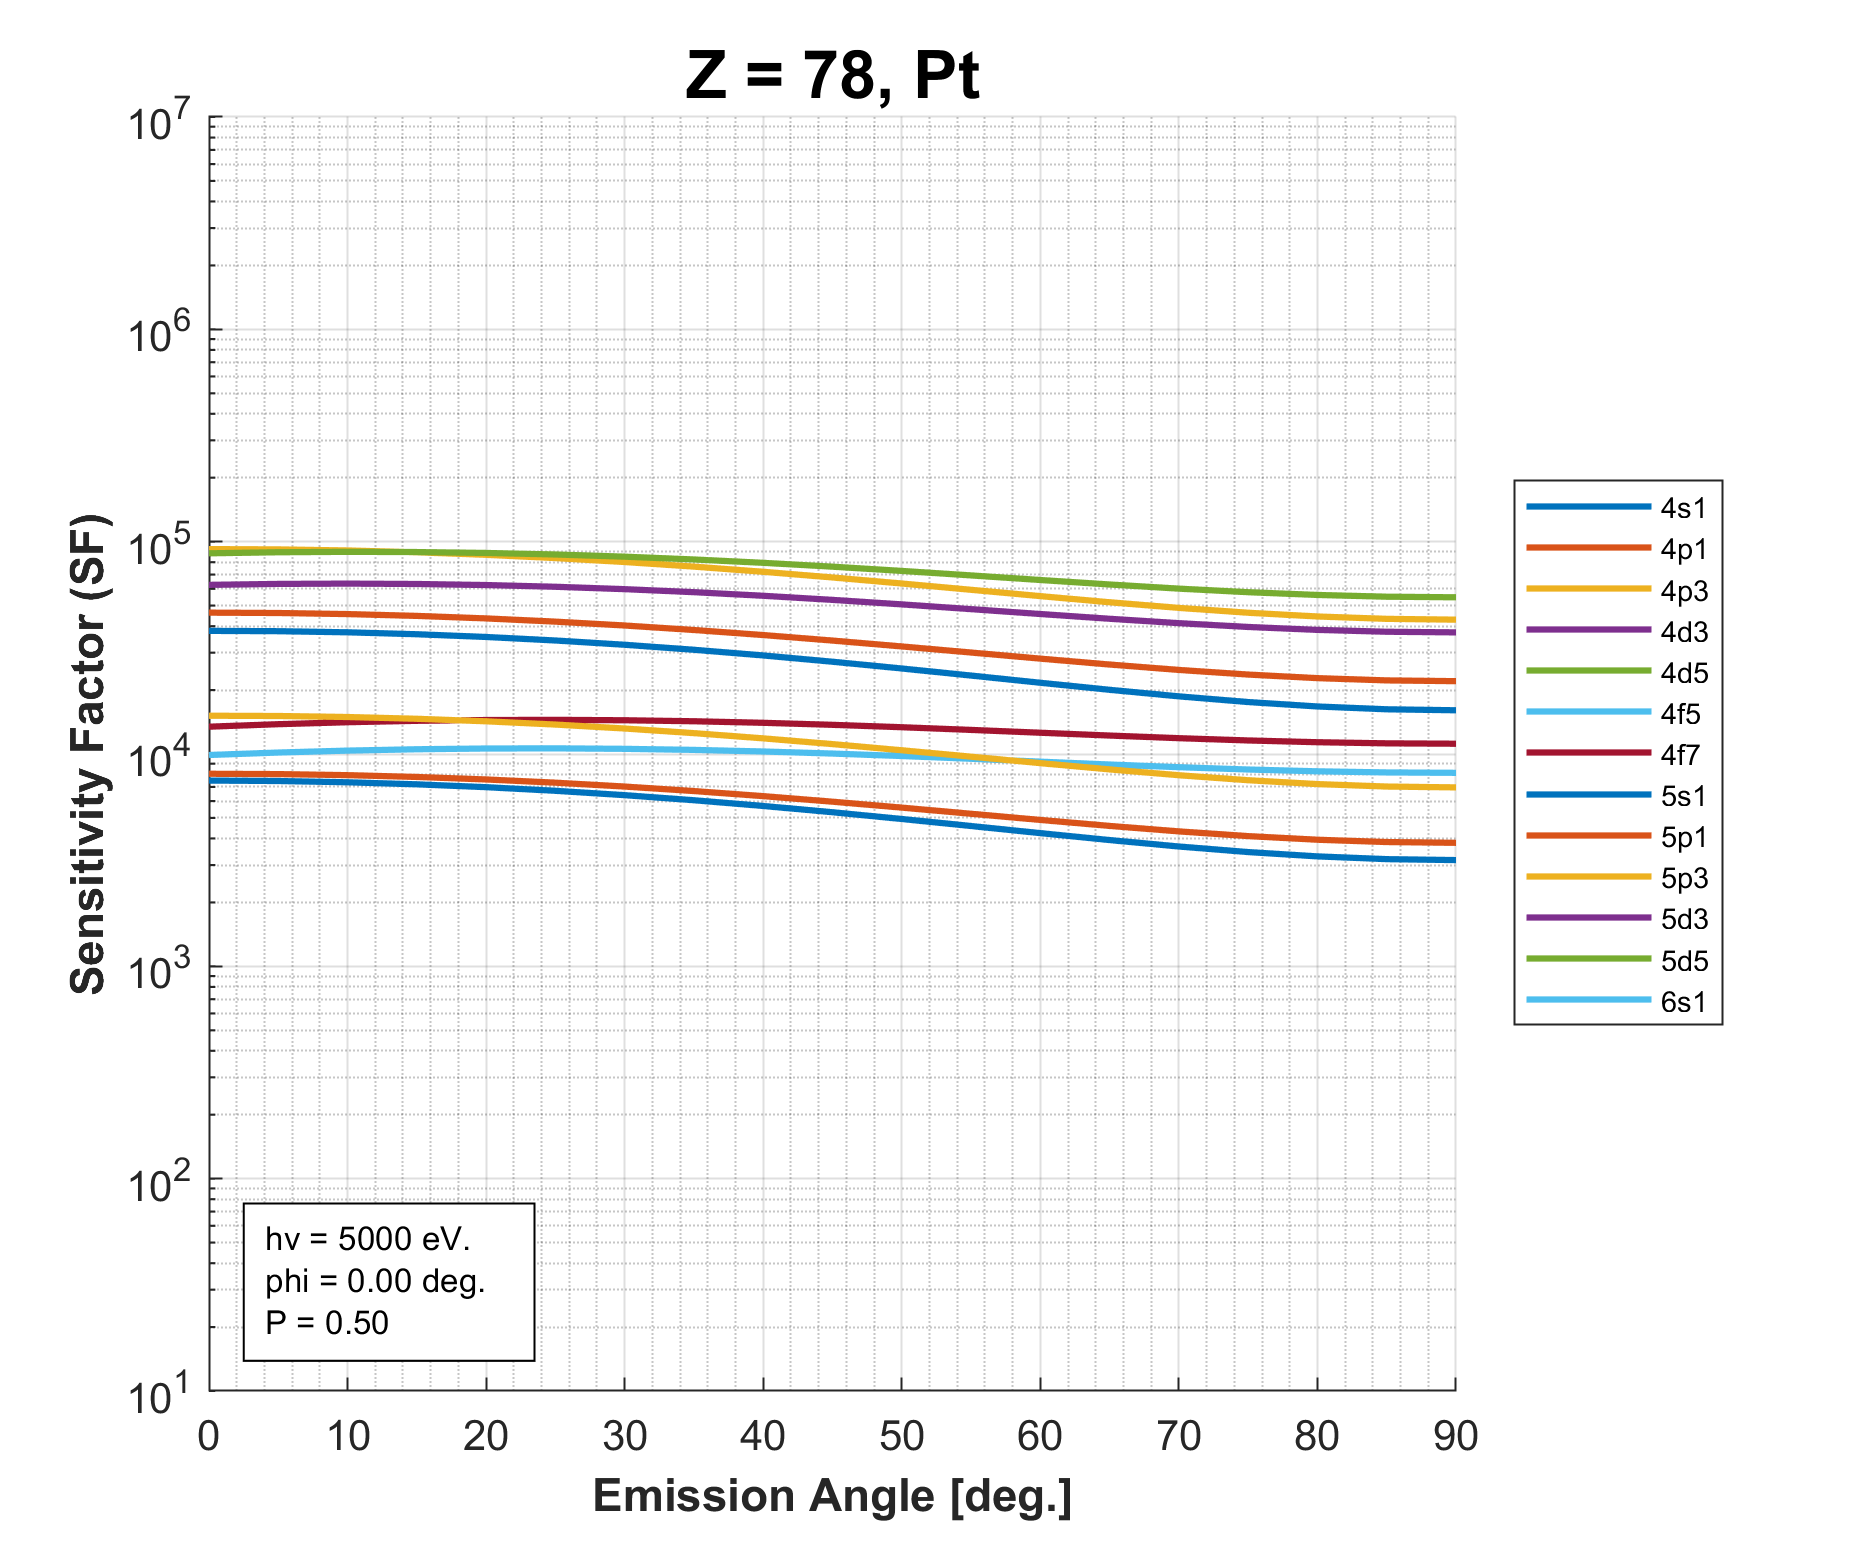 Z = 78, Pt
10^7
10^6
10^5
10^4
10^3
10^2
10^1
Sensitivity Factor (SF)
hv = 5000 eV.
phi = 0.00 deg.
P = 0.50
0 10 20 30 40 50 60 70 80 90
Emission Angle [deg.]
4s1
4p1
4p3
4d3
4d5
4f5
4f7
5s1
5p1
5p3
5d3
5d5
6s1